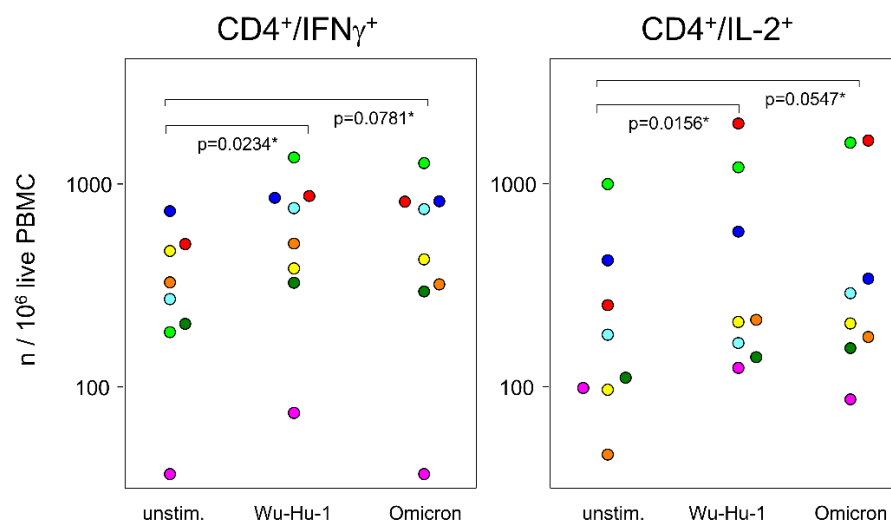 CD4⁺/IFNγ⁺
CD4⁺/IL-2⁺
p=0.0781*
p=0.0234*
p=0.0547*
p=0.0156*
n / 10⁶ live PBMC
1000
100
1000
100
unstim.
Wu-Hu-1
Omicron
unstim.
Wu-Hu-1
Omicron